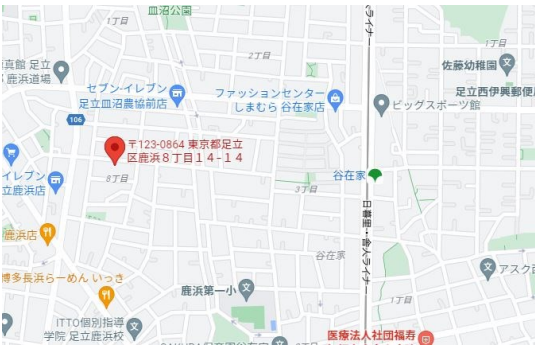 皿沼公園
1丁目
ライナー
2丁目
1丁目
真館 足立
鹿浜道場
佐藤幼稚園
セブン-イレブン
足立皿沼農協前店
ファッションセンター
しまむら 谷在家店
足立西伊興郵便局
ビッグスポーツ館
106
〒123-0864 東京都足立
区鹿浜8丁目14-14
イレブン
立鹿浜店
8丁目
3丁目
谷在家
日暮里・舎人ライナー
鹿浜店
谷在家
博多長浜らーめん いっき
鹿浜第一小
アスク西
1丁目
ITTO個別指導
学院 足立鹿浜校
医療法人社団福寿